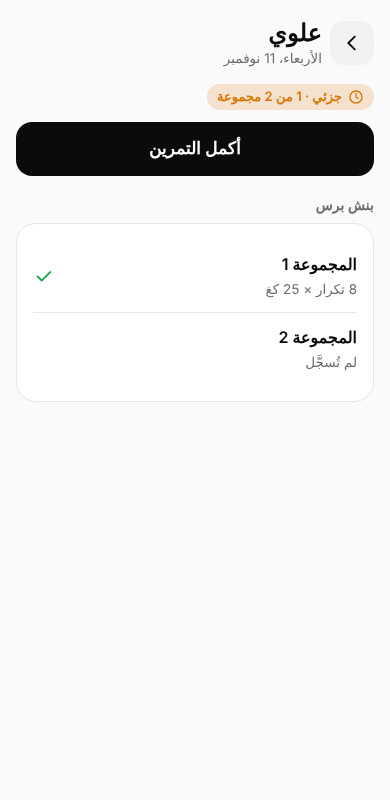 علوي
الأربعاء، 11 نوفمبر
جزئي · 1 من 2 مجموعة
أكمل التمرين
بنش برس
المجموعة 1
8 تكرار × 25 كغ
المجموعة 2
لم تُسجَّل